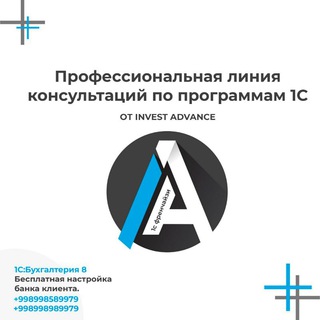 Профессиональная линия
консультаций по программам 1С
ОТ INVEST ADVANCE
1с франчайзи
1С:Бухгалтерия 8
Бесплатная настройка
банка клиента.
+998998589979
+998998989979